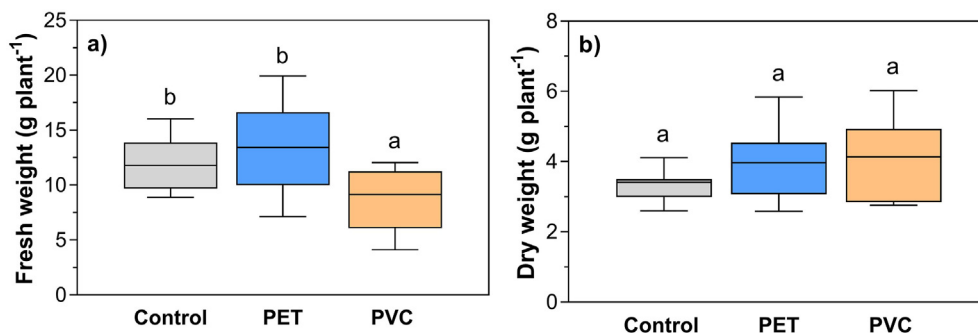 a)
Fresh weight (g plant⁻¹)
25
20
15
10
5
0
b
b
a
Control
PET
PVC
b)
Dry weight (g plant⁻¹)
8
6
4
2
0
a
a
a
Control
PET
PVC